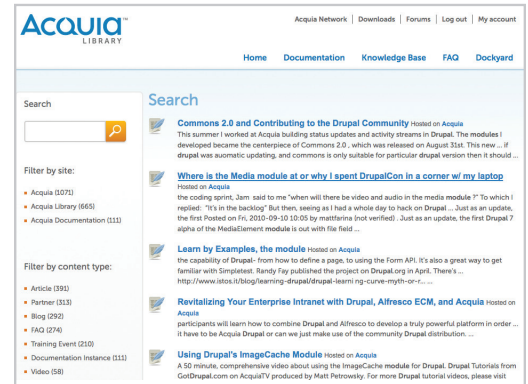 ACQUIA™
LIBRARY
Acquia Network | Downloads | Forums | Log out | My account
Home Documentation Knowledge Base FAQ Dockyard
Search
Filter by site:
Acquia (1071)
Acquia Library (665)
Acquia Documentation (111)
Filter by content type:
Article (391)
Partner (313)
Blog (292)
FAQ (274)
Training Event (210)
Documentation Instance (111)
Video (58)
Search
Commons 2.0 and Contributing to the Drupal Community Hosted on Acquia
This summer I worked at Acquia building status updates and activity streams in Drupal. The modules I
developed became the centerpiece of Commons 2.0 , which was released on August 31st. This new ... if
drupal was auomatic updating, and commons is only suitable for particular drupal version then it should ...
Where is the Media module at or why I spent DrupalCon in a corner w/ my laptop
Hosted on Acquia
the coding sprint, Jam said to me "when will there be video and audio in the media module ?" To which I
replied: "It's in the backlog" But then, seeing as I had a whole day to hack on Drupal ... Just as an update,
the first Posted on Fri, 2010-09-10 10:05 by mattfarina (not verified) . Just as an update, the first Drupal 7
alpha of the MediaElement module is out with file field ...
Learn by Examples, the module Hosted on Acquia
the capability of Drupal- from how to define a page, to using the Form API. It's also a great way to get
familiar with Simpletest. Randy Fay published the project on Drupal.org in April. There's ...
http://www.istos.it/blog/learning-drupal/drupal-learni ng-curve-myth-or-r... ...
Revitalizing Your Enterprise Intranet with Drupal, Alfresco ECM, and Acquia Hosted on
Acquia
participants will learn how to combine Drupal and Alfresco to develop a truly powerful platform in order ...
it have to be Acquia Drupal or can we just make use of the community Drupal distribution. ...
Using Drupal's ImageCache Module Hosted on Acquia
A 50 minute, comprehensive video about using the ImageCache module for Drupal. Drupal Tutorials from
GotDrupal.com on AcquiaTV produced by Matt Petrowsky. For more Drupal tutorial videos, please visit